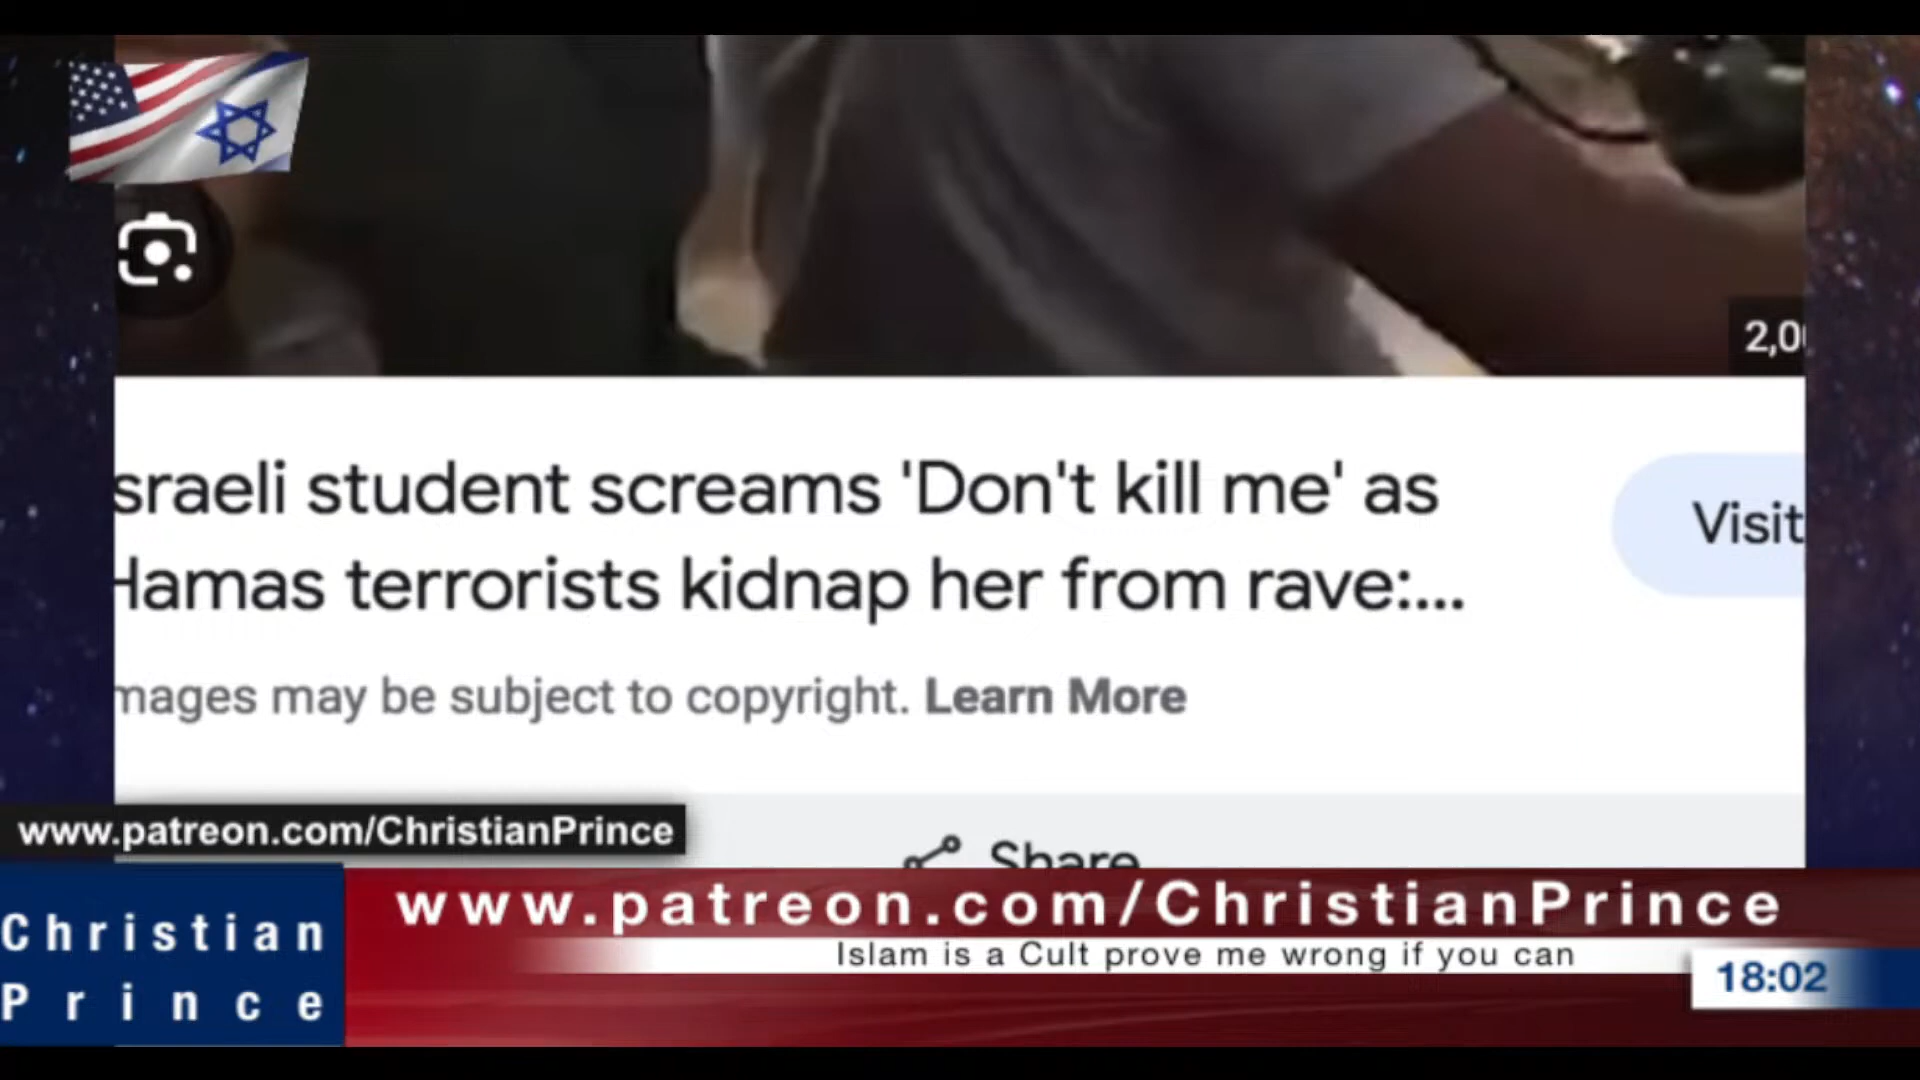 2,0
sraeli student screams 'Don't kill me' as
Hamas terrorists kidnap her from rave:...
Visit
mages may be subject to copyright. Learn More
www.patreon.com/ChristianPrince
Share
www.patreon.com/ChristianPrince
Christian
Prince
Islam is a Cult prove me wrong if you can
18:02